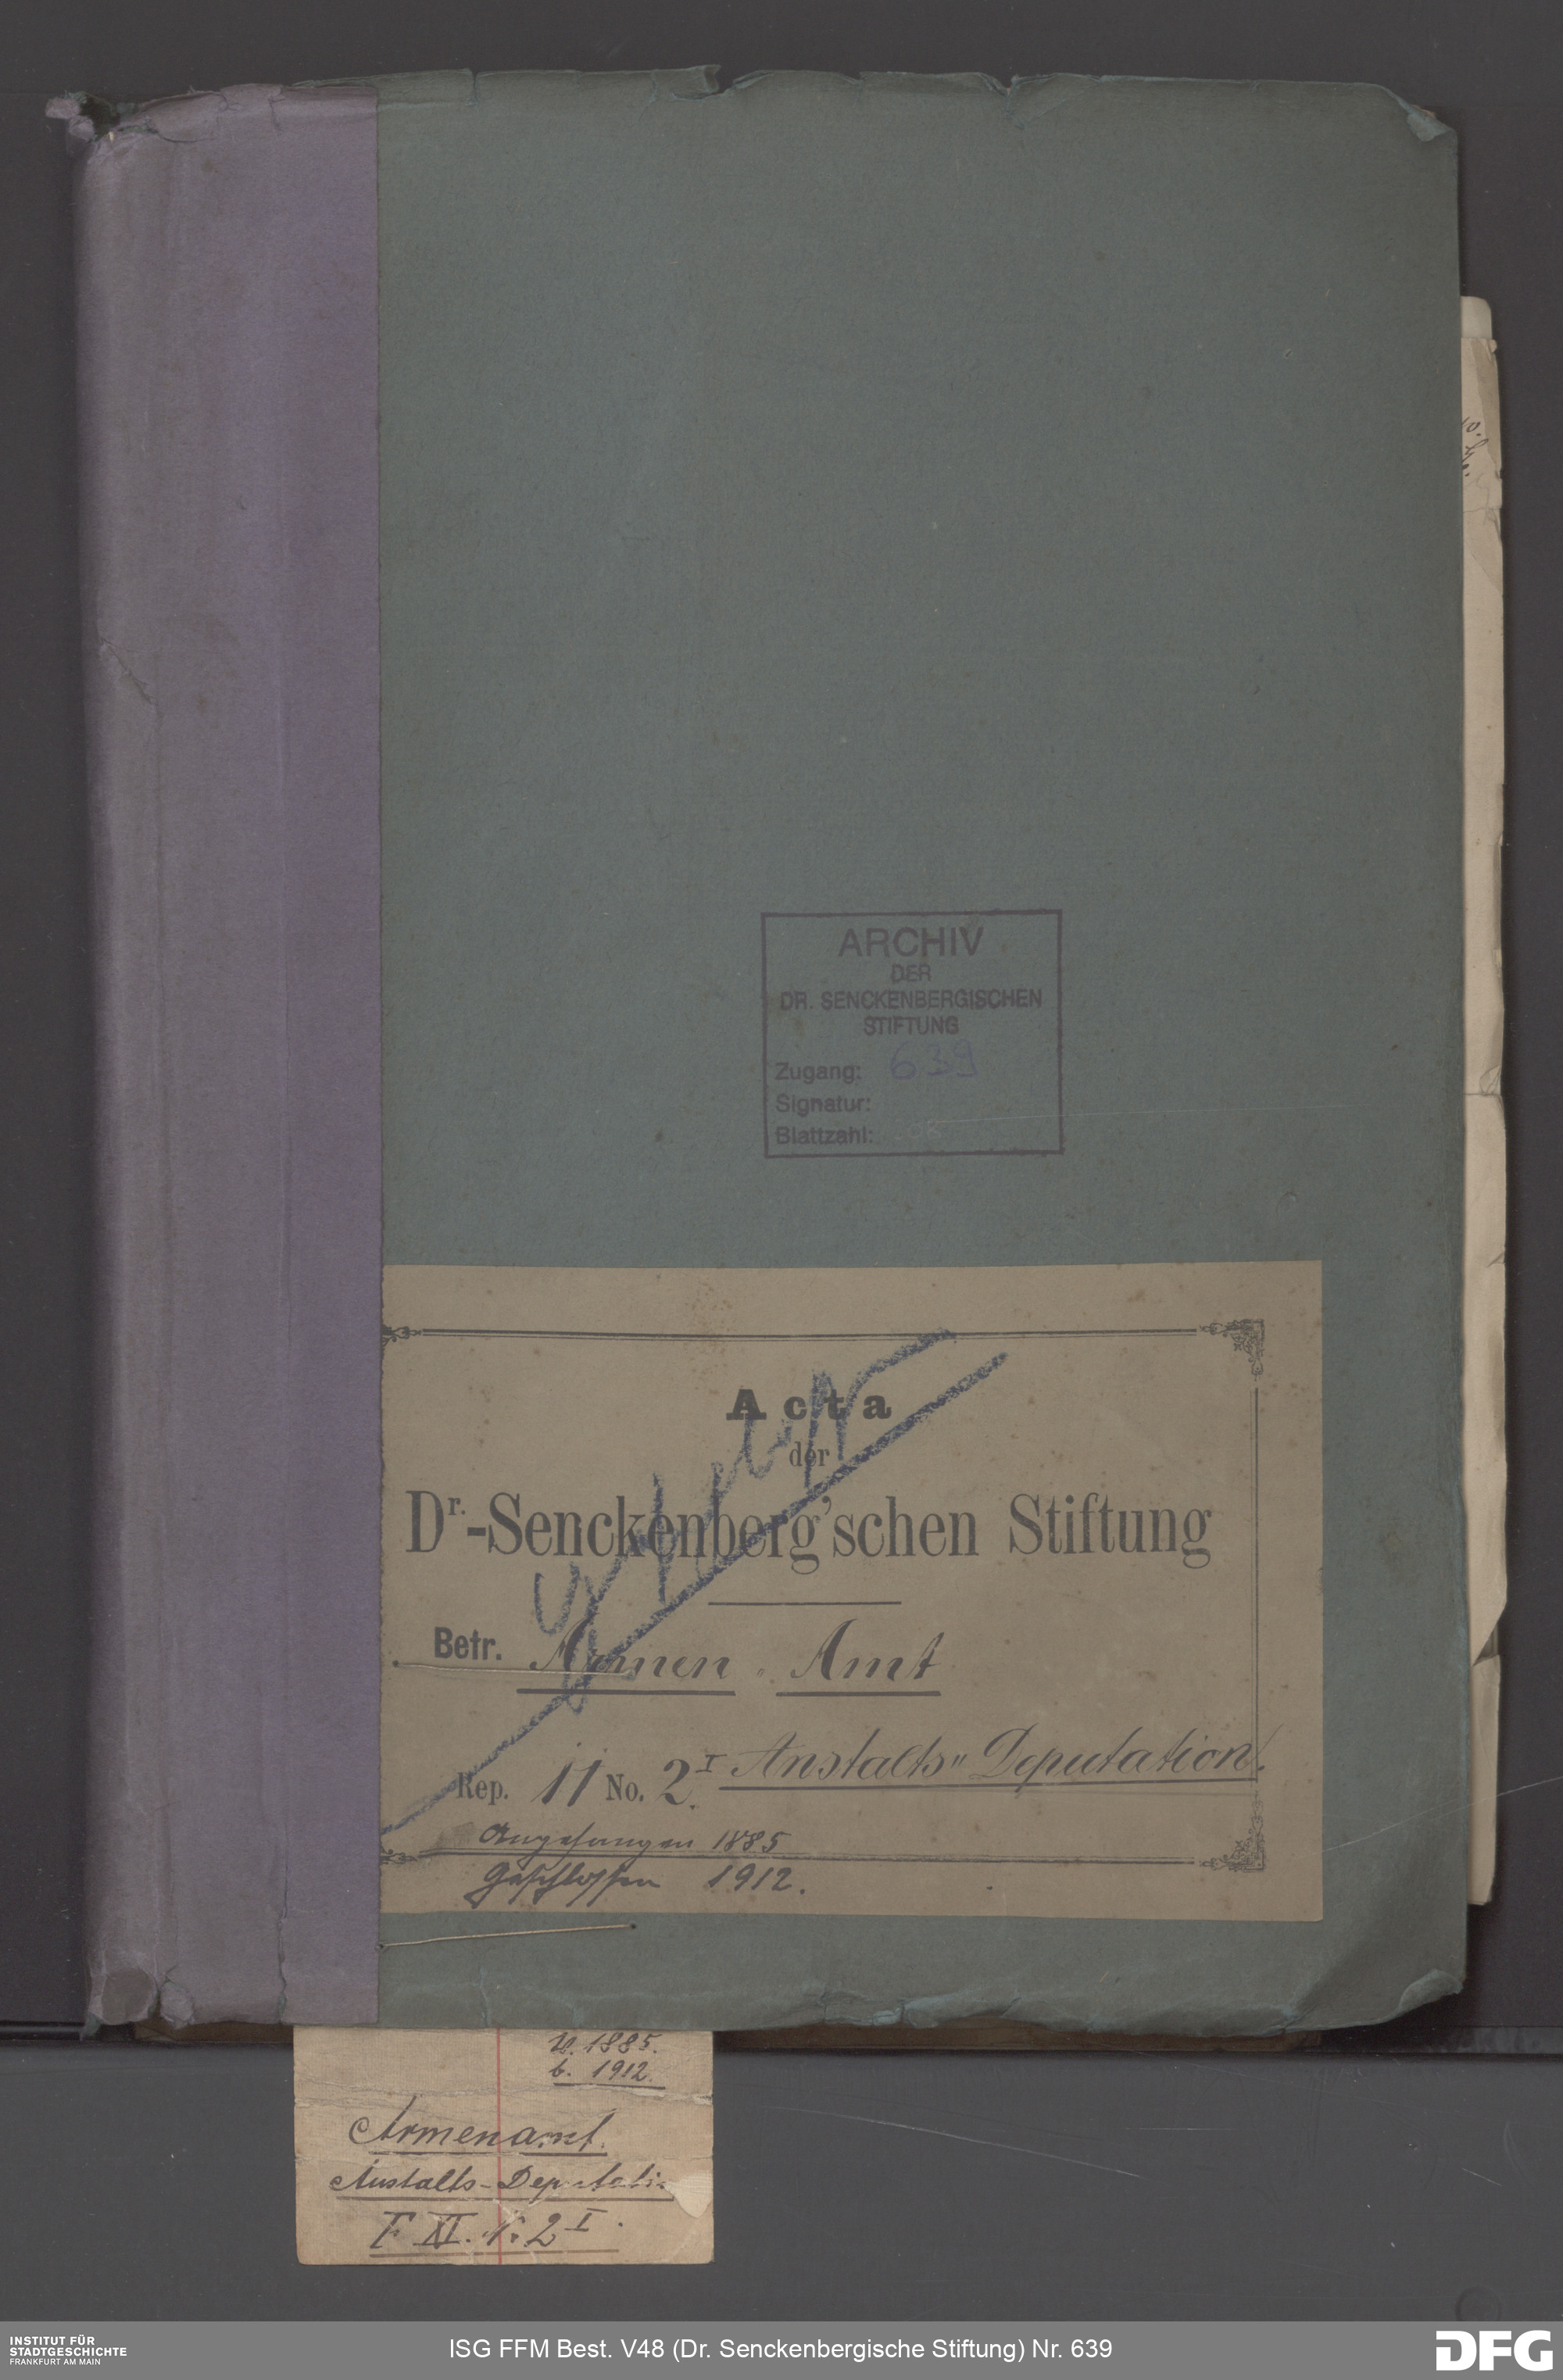 ARCHIV
DER
DR. SENCKENBERGISCHEN
STIFTUNG
Zugang: 639
Signatur:
Blattzahl:
Acta
der
Dr.-Senckenberg'schen Stiftung
Betr. Armen-Amt
Rep. 11 No. 2.I Anstalts-Deputation.
Angefangen 1885
Geschlossen 1912.
v. 1885.
b. 1912.
Armenamt.
Anstalts-Deputatio
F XI. N. 2 I.
INSTITUT FÜR
STADTGESCHICHTE
FRANKFURT AM MAIN
ISG FFM Best. V48 (Dr. Senckenbergische Stiftung) Nr. 639
DFG